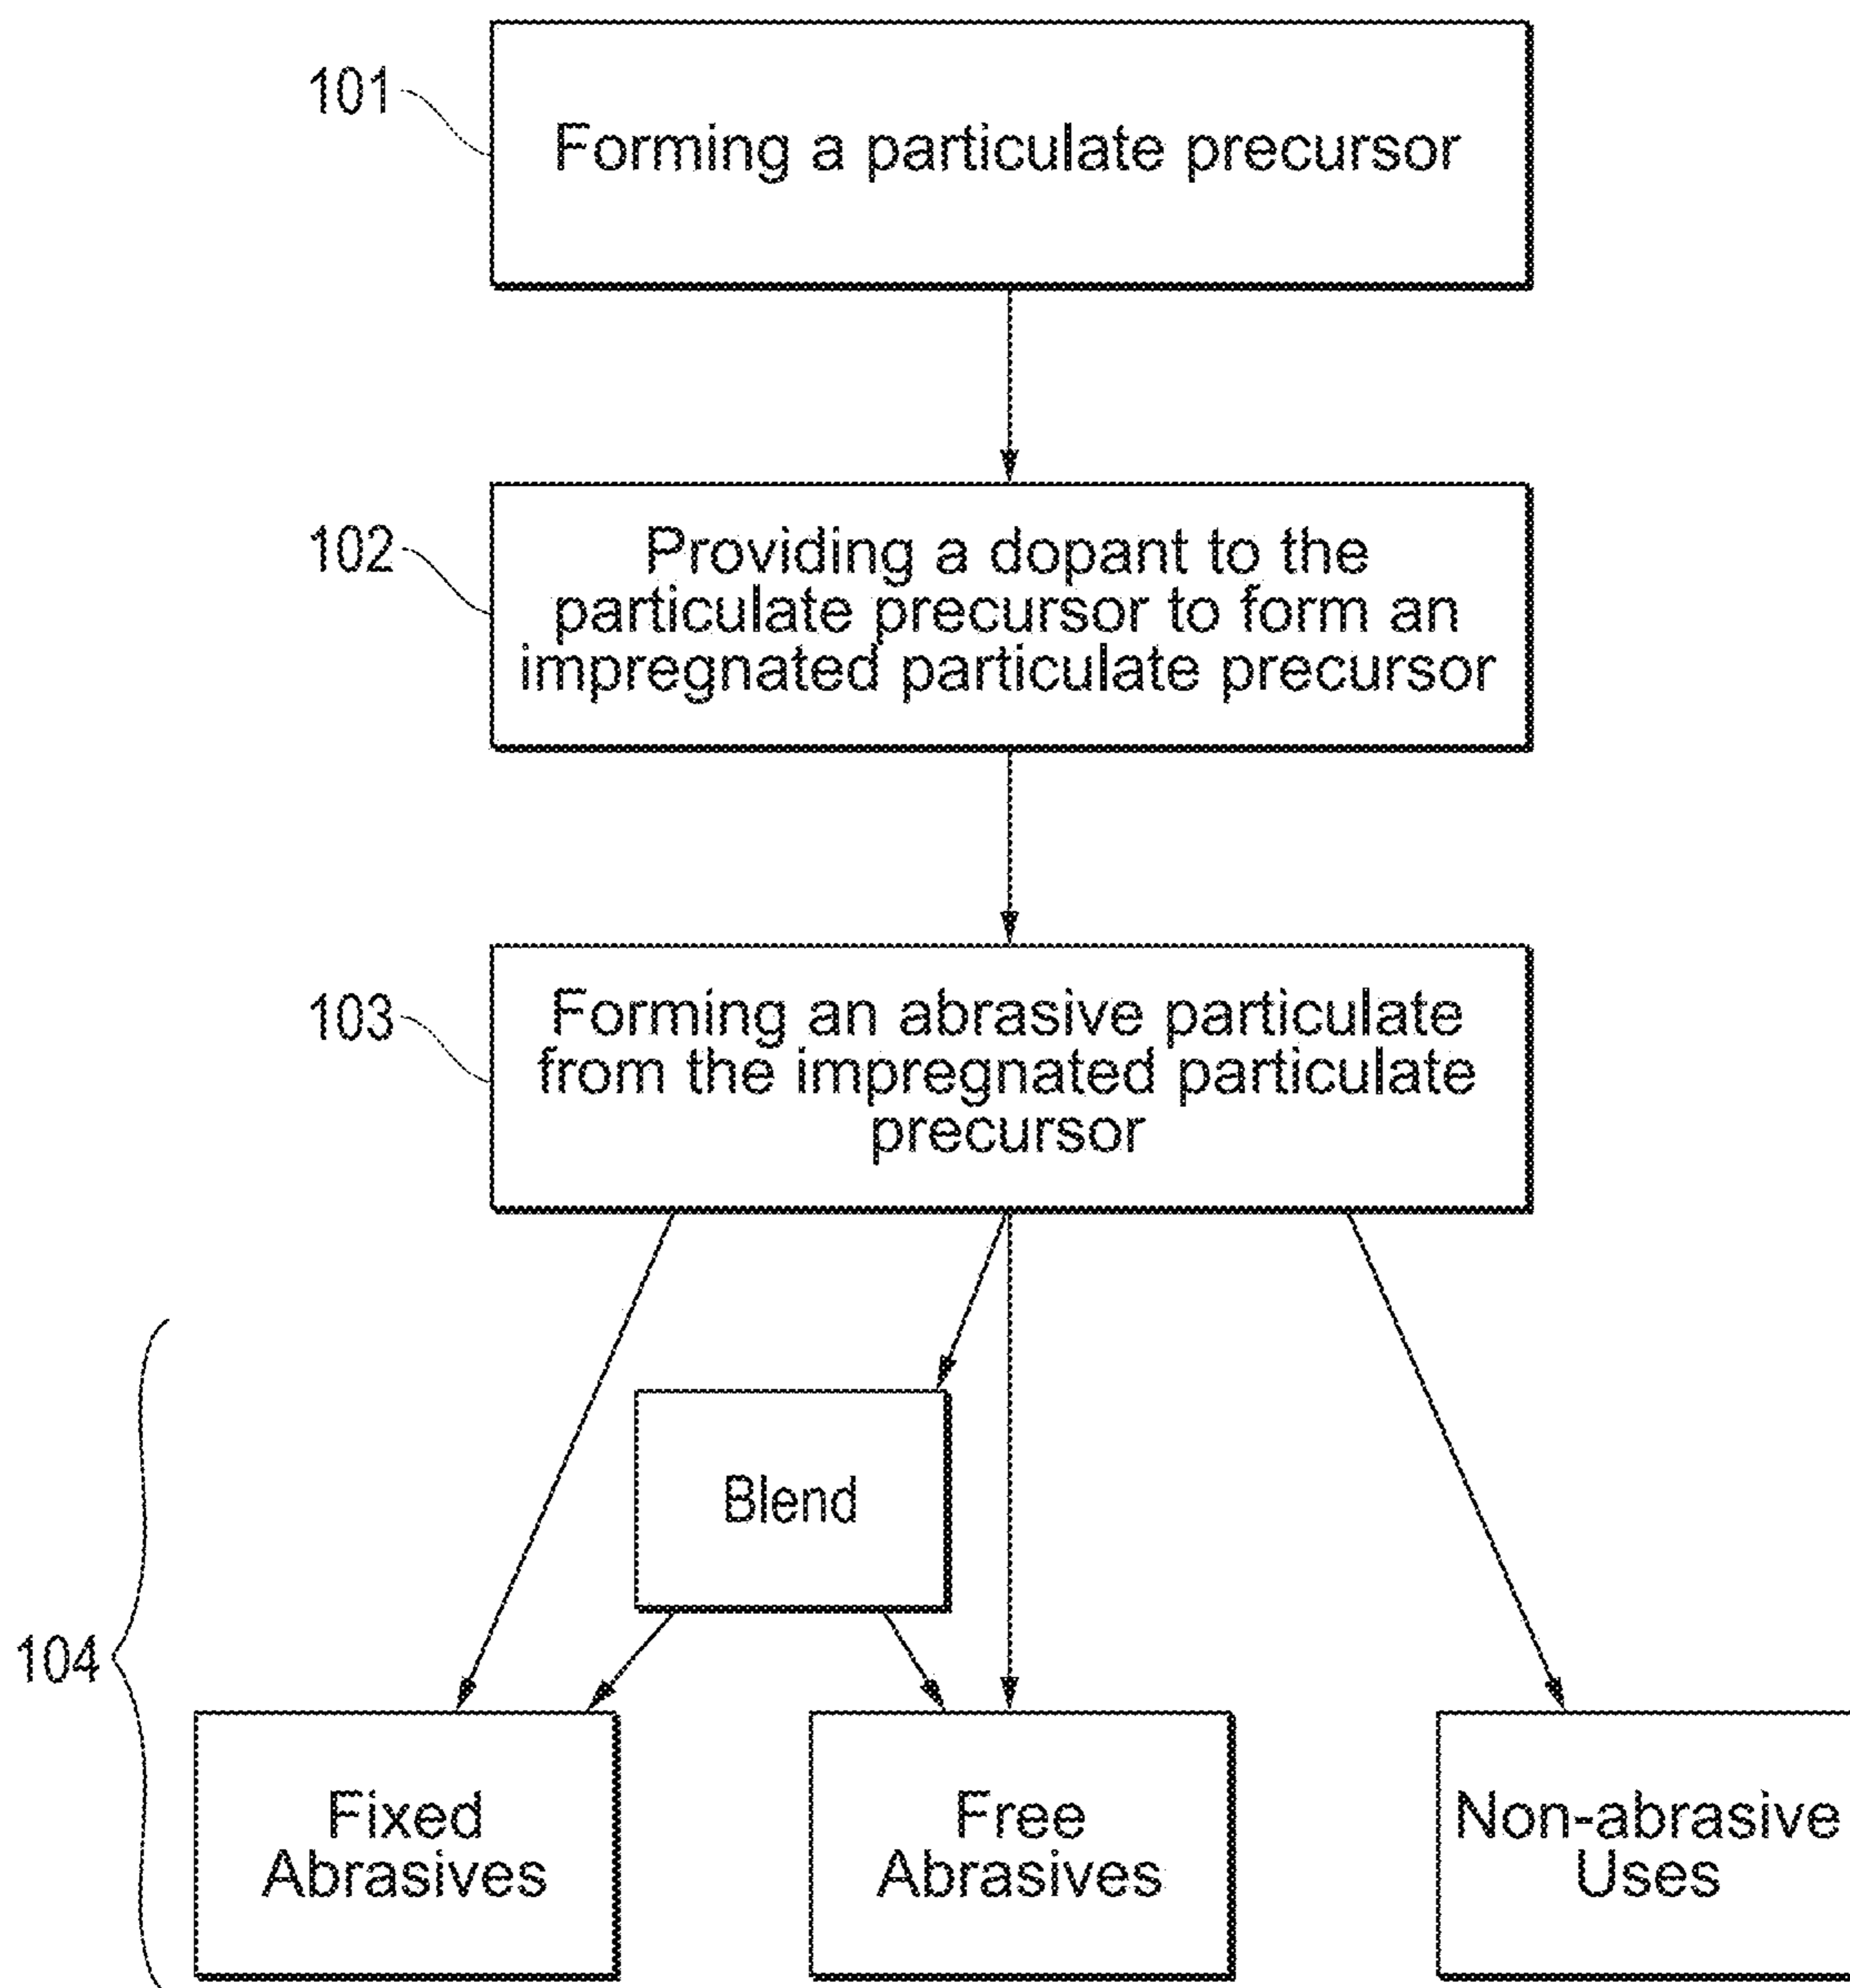 101
Forming a particulate precursor
102
Providing a dopant to the
particulate precursor to form an
impregnated particulate precursor
103
Forming an abrasive particulate
from the impregnated particulate
precursor
Blend
104
Fixed
Abrasives
Free
Abrasives
Non-abrasive
Uses